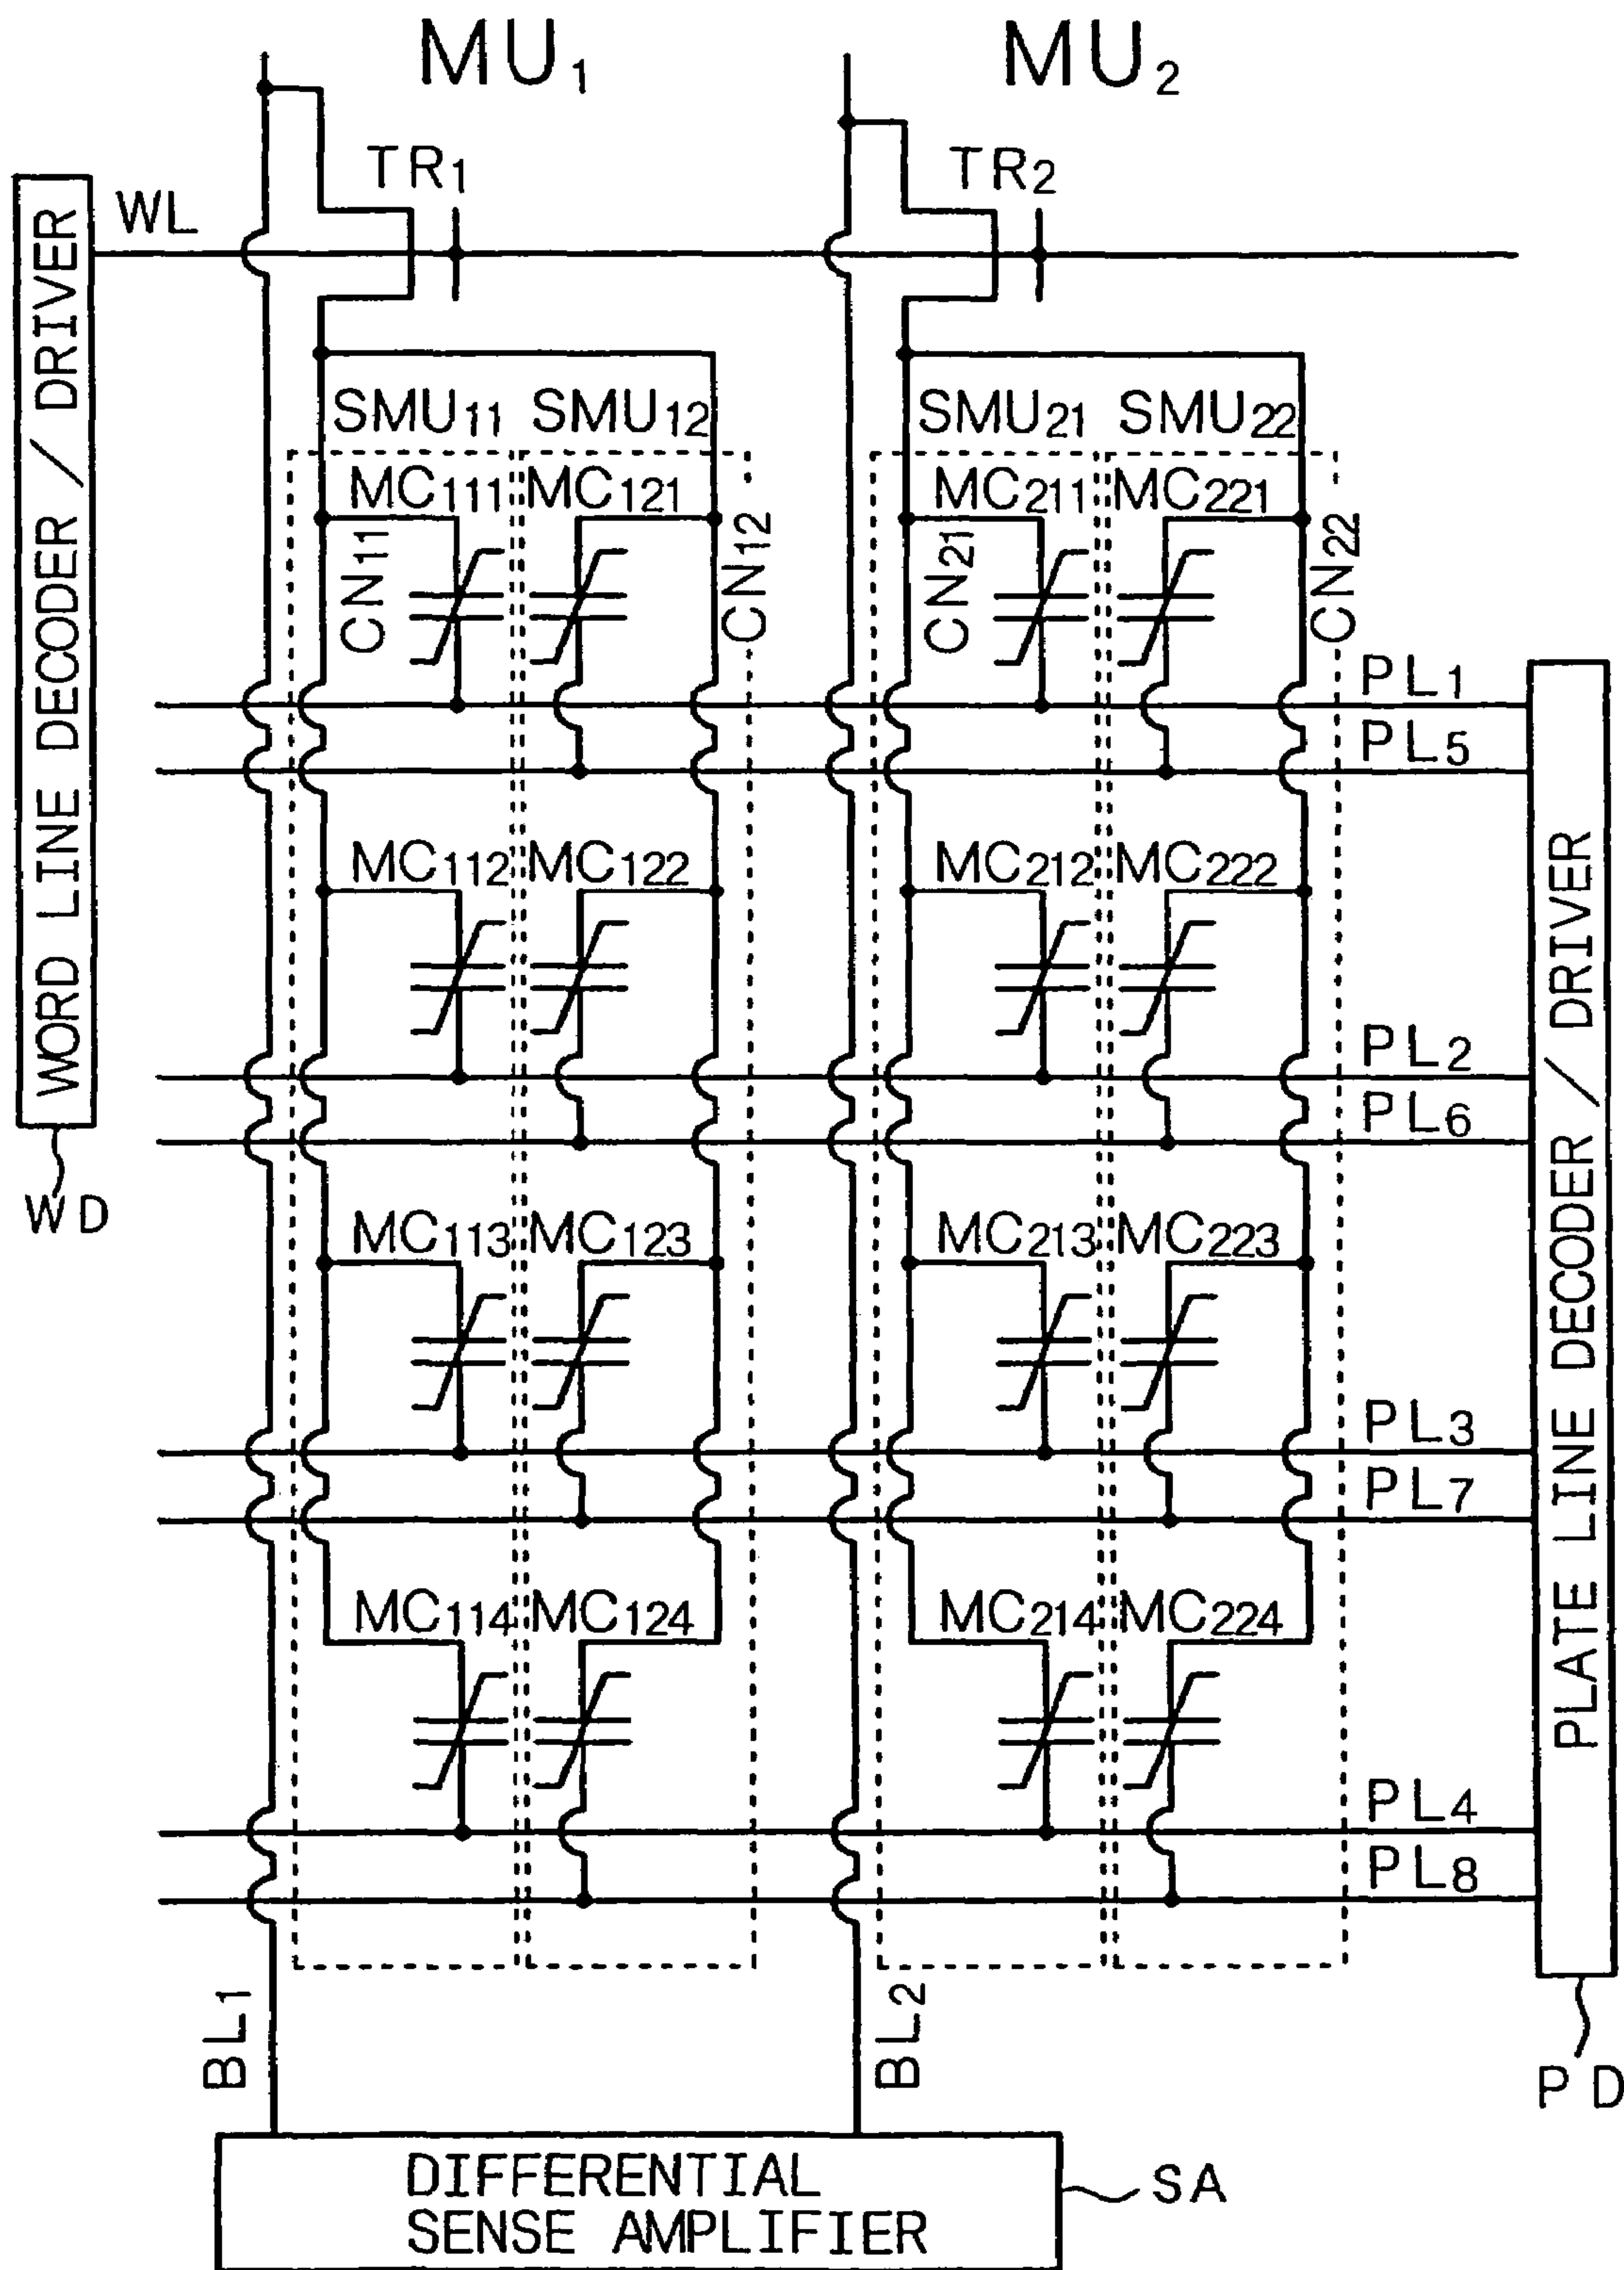 MU1 MU2
TR1 TR2
WL
WORD LINE DECODER / DRIVER
WD
SMU11 SMU12 SMU21 SMU22
MC111 MC121 MC211 MC221
CN11 CN12 CN21 CN22
PL1
PL5
MC112 MC122 MC212 MC222
PL2
PL6
MC113 MC123 MC213 MC223
PL3
PL7
MC114 MC124 MC214 MC224
PL4
PL8
PLATE LINE DECODER / DRIVER
PD
BL1 BL2
DIFFERENTIAL
SENSE AMPLIFIER
SA